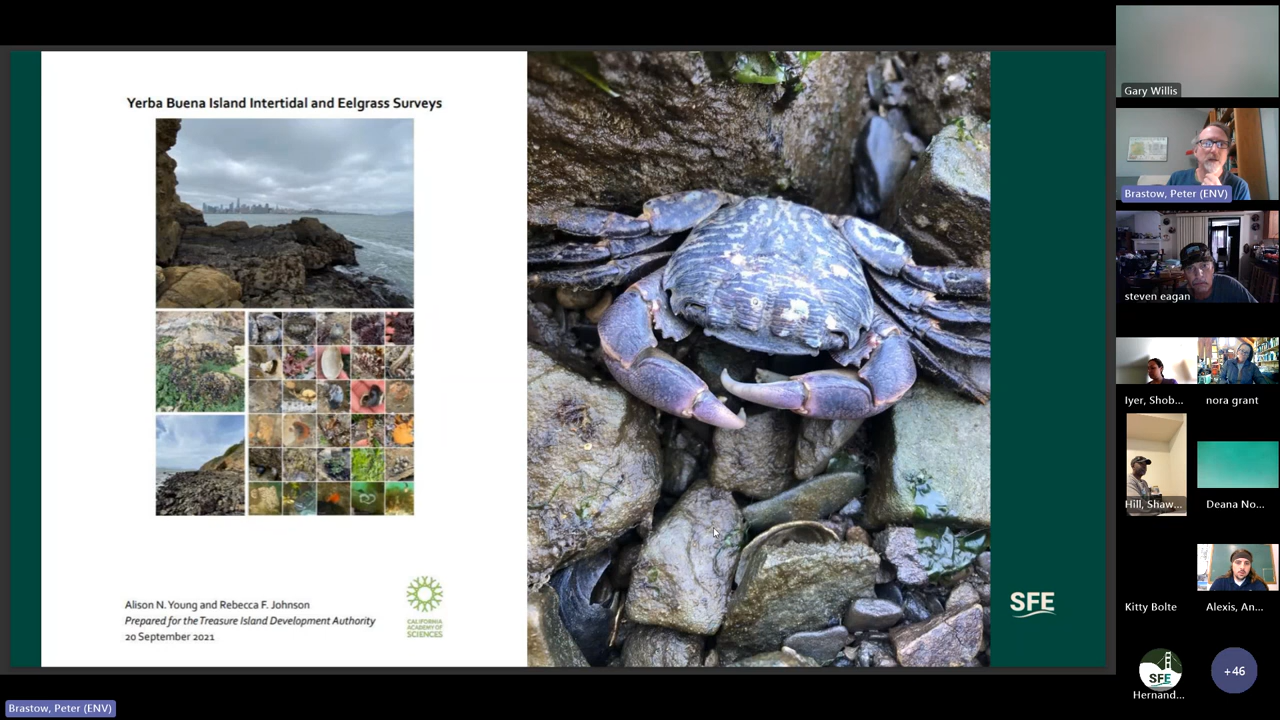 Yerba Buena Island Intertidal and Eelgrass Surveys
Alison N. Young and Rebecca F. Johnson
Prepared for the Treasure Island Development Authority
20 September 2021
CALIFORNIA
ACADEMY OF
SCIENCES
SFE
Gary Willis
Brastow, Peter (ENV)
steven eagan
Iyer, Shob...
nora grant
Hill, Shaw...
Deana No...
Kitty Bolte
Alexis, An...
SFE
Hernand...
+46
Brastow, Peter (ENV)